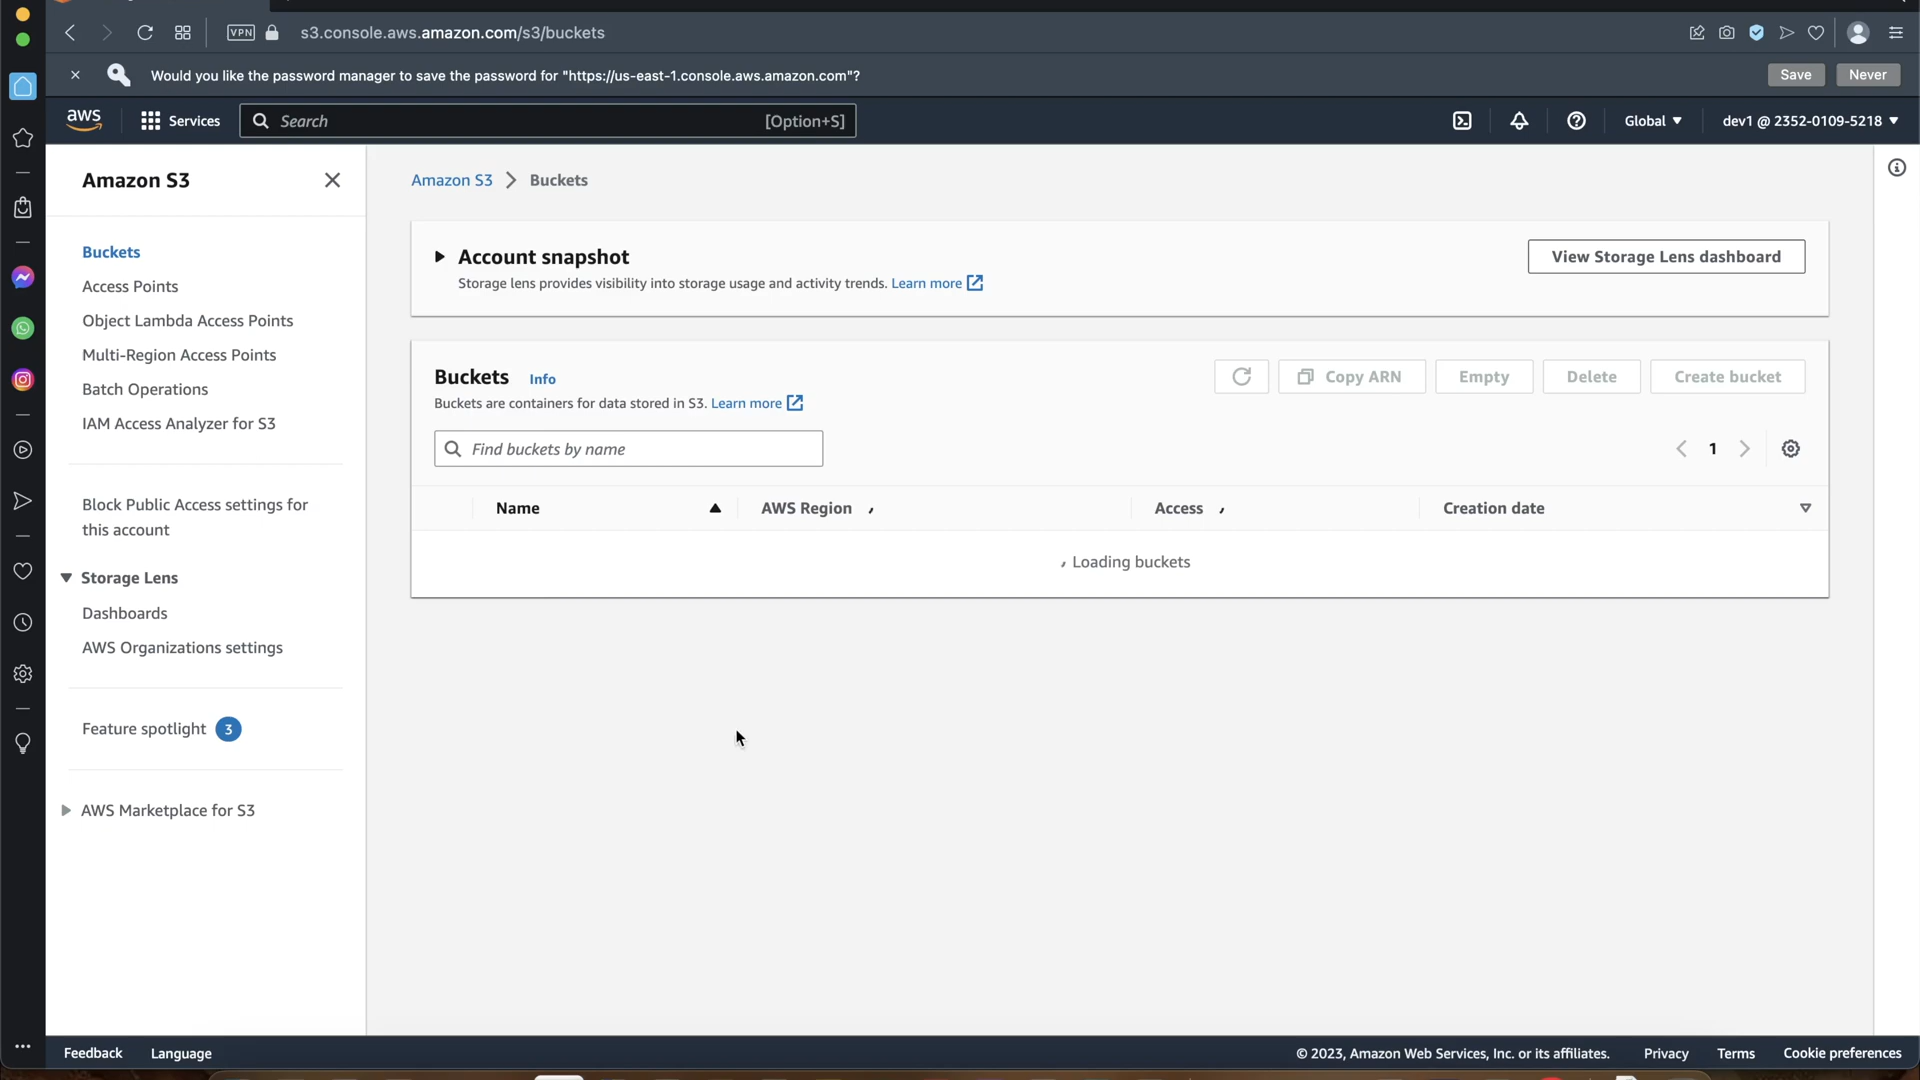 VPN
s3.console.aws.amazon.com/s3/buckets
Would you like the password manager to save the password for "https://us-east-1.console.aws.amazon.com"?
Save
Never
aws
Services
Search
[Option+S]
Global
dev1 @ 2352-0109-5218
Amazon S3
Buckets
Access Points
Object Lambda Access Points
Multi-Region Access Points
Batch Operations
IAM Access Analyzer for S3
Block Public Access settings for
this account
Storage Lens
Dashboards
AWS Organizations settings
Feature spotlight 3
AWS Marketplace for S3
Amazon S3 > Buckets
Account snapshot
Storage lens provides visibility into storage usage and activity trends. Learn more
View Storage Lens dashboard
Buckets Info
Buckets are containers for data stored in S3. Learn more
Copy ARN
Empty
Delete
Create bucket
Find buckets by name
1
Name
AWS Region
Access
Creation date
Loading buckets
Feedback
Language
© 2023, Amazon Web Services, Inc. or its affiliates.
Privacy
Terms
Cookie preferences